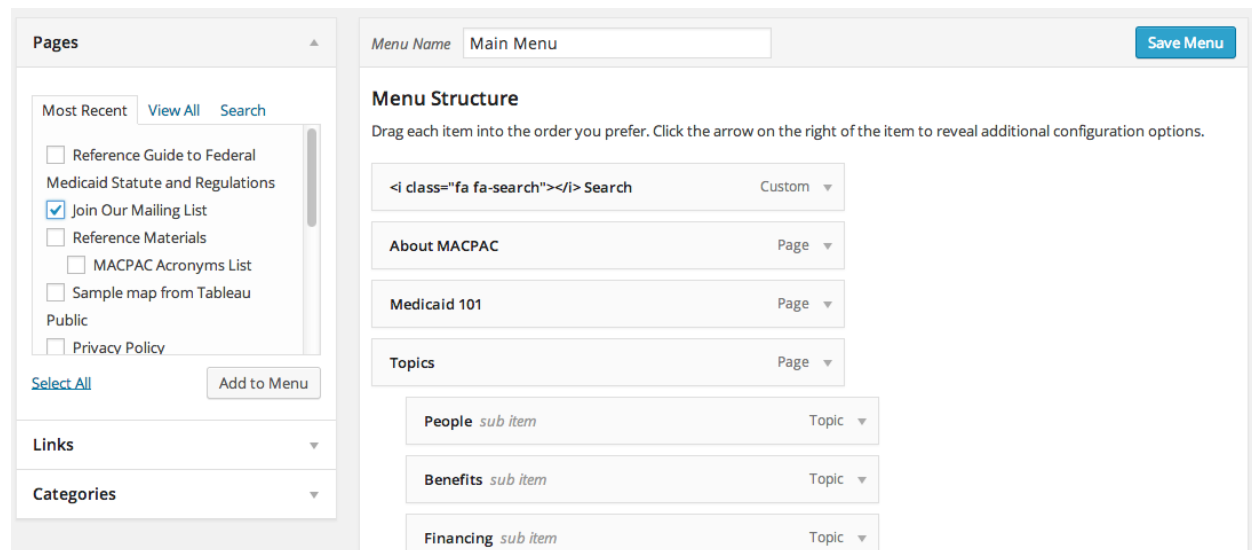 Pages
Most Recent View All Search
Reference Guide to Federal
Medicaid Statute and Regulations
Join Our Mailing List
Reference Materials
MACPAC Acronyms List
Sample map from Tableau
Public
Privacy Policy
Select All Add to Menu
Links
Categories
Menu Name Main Menu Save Menu
Menu Structure
Drag each item into the order you prefer. Click the arrow on the right of the item to reveal additional configuration options.
<i class="fa fa-search"></i> Search Custom
About MACPAC Page
Medicaid 101 Page
Topics Page
People sub item Topic
Benefits sub item Topic
Financing sub item Topic